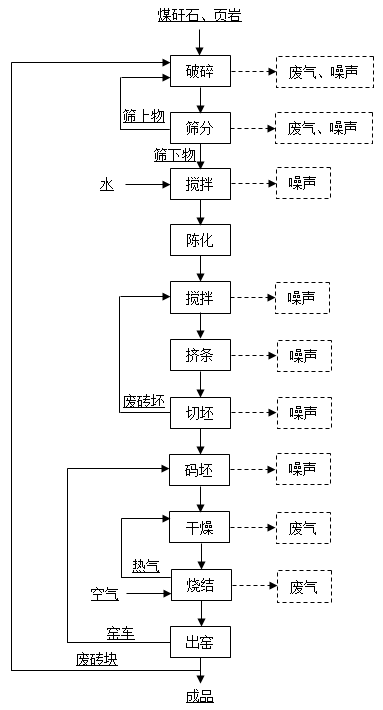 煤矸石、页岩
破碎
废气、噪声
筛上物
筛分
废气、噪声
筛下物
水
搅拌
噪声
陈化
搅拌
噪声
挤条
噪声
废砖坯
切坯
噪声
码坯
噪声
干燥
废气
热气
空气
烧结
废气
窑车
出窑
废砖块
成品